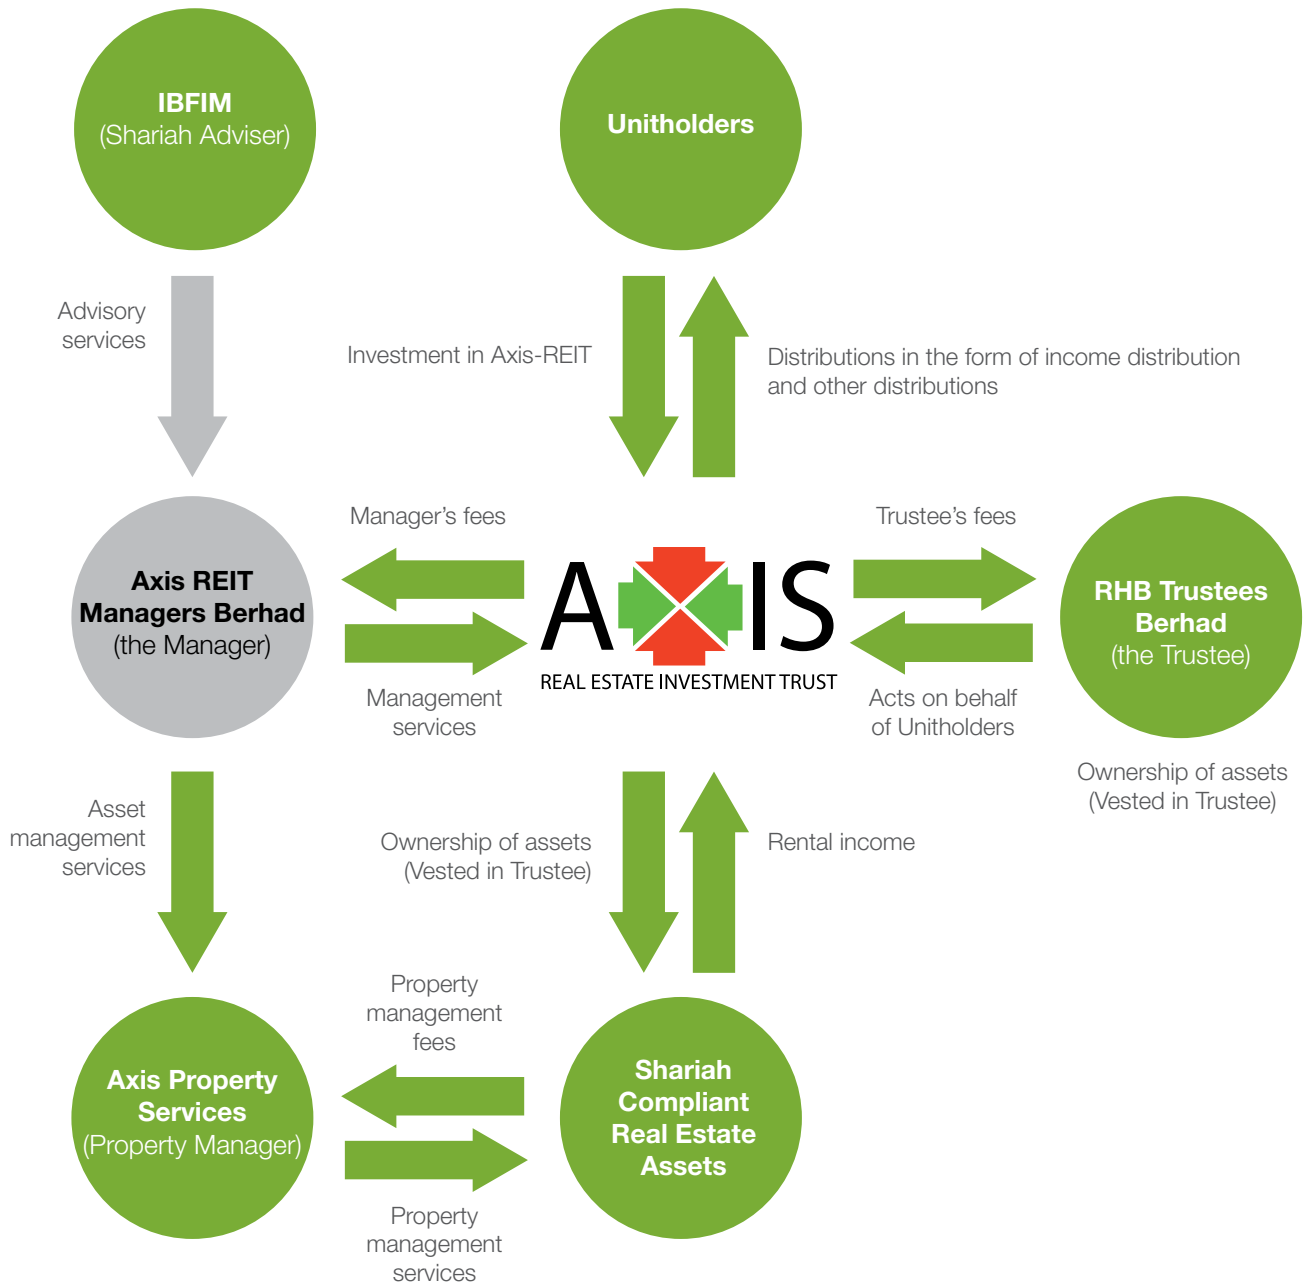 IBFIM
(Shariah Adviser)
Unitholders
Advisory
services
Investment in Axis-REIT
Distributions in the form of income distribution
and other distributions
Axis REIT
Managers Berhad
(the Manager)
Manager’s fees
Management
services
AXIS
REAL ESTATE INVESTMENT TRUST
Trustee’s fees
Acts on behalf
of Unitholders
RHB Trustees
Berhad
(the Trustee)
Ownership of assets
(Vested in Trustee)
Asset
management
services
Ownership of assets
(Vested in Trustee)
Rental income
Axis Property
Services
(Property Manager)
Property
management
fees
Property
management
services
Shariah
Compliant
Real Estate
Assets